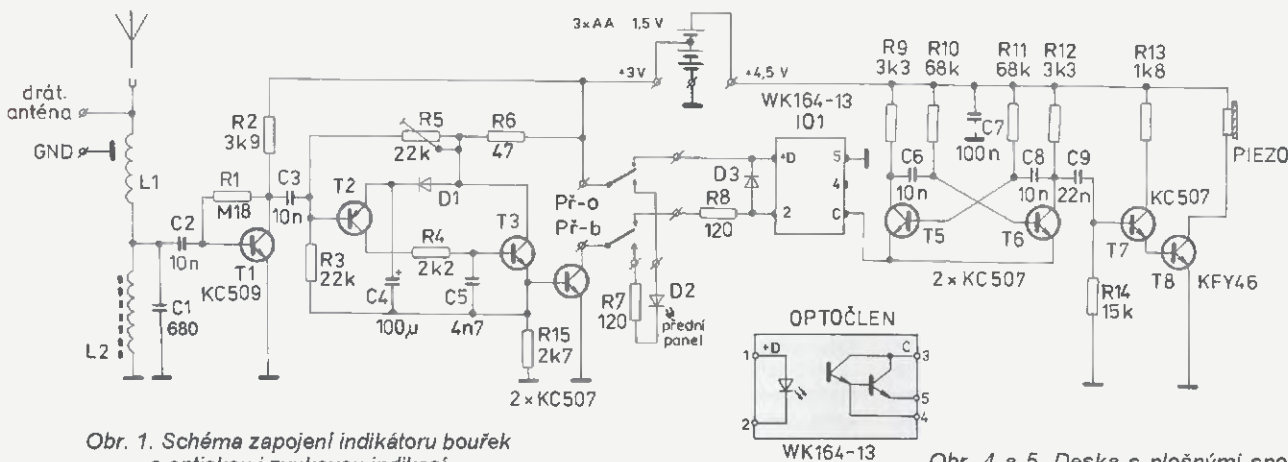 3xAA 1,5 V
+3V
+4,5 V
drát.
anténa
GND
L1
L2
C1
680
C2
10n
R1
M18
R2
3k9
T1
KC509
C3
10n
R3
22k
T2
R5
22k
R6
47
D1
R4
2k2
C4
+
100µ
C5
4n7
T3
R15
2k7
2 x KC507
Př-o
Př-b
R7
120
D2
přední
panel
R8
120
D3
WK164-13
IO1
+D
2
5
4
C
R9
3k3
R10
68k
R11
68k
R12
3k3
R13
1k8
C6
10n
C7
100n
C8
10n
C9
22n
T5
T6
2 x KC507
KC507
T7
T8
KFY46
R14
15k
PIEZO
OPTOČLEN
1
+D
2
C
3
5
4
WK164-13
Obr. 1. Schéma zapojení indikátoru bouřek
s optickou i zvukovou indikací
Obr. 4 a 5. Deska s plošnými spo